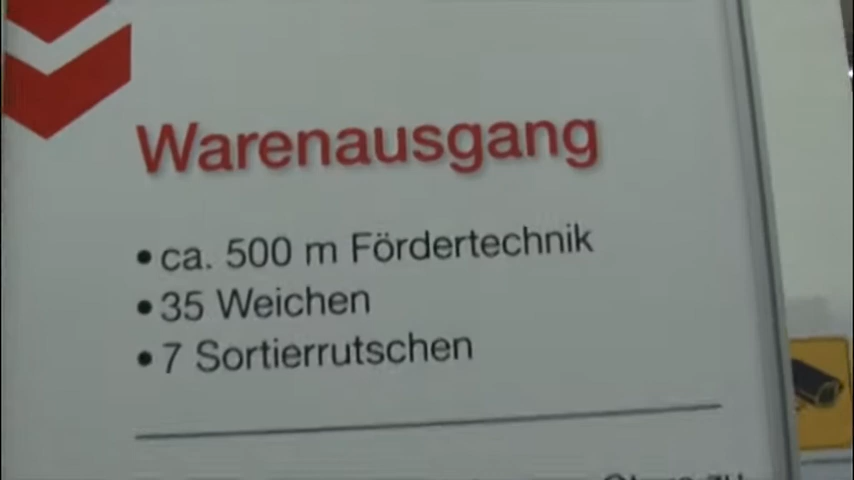 Warenausgang
• ca. 500 m Fördertechnik
• 35 Weichen
• 7 Sortierrutschen